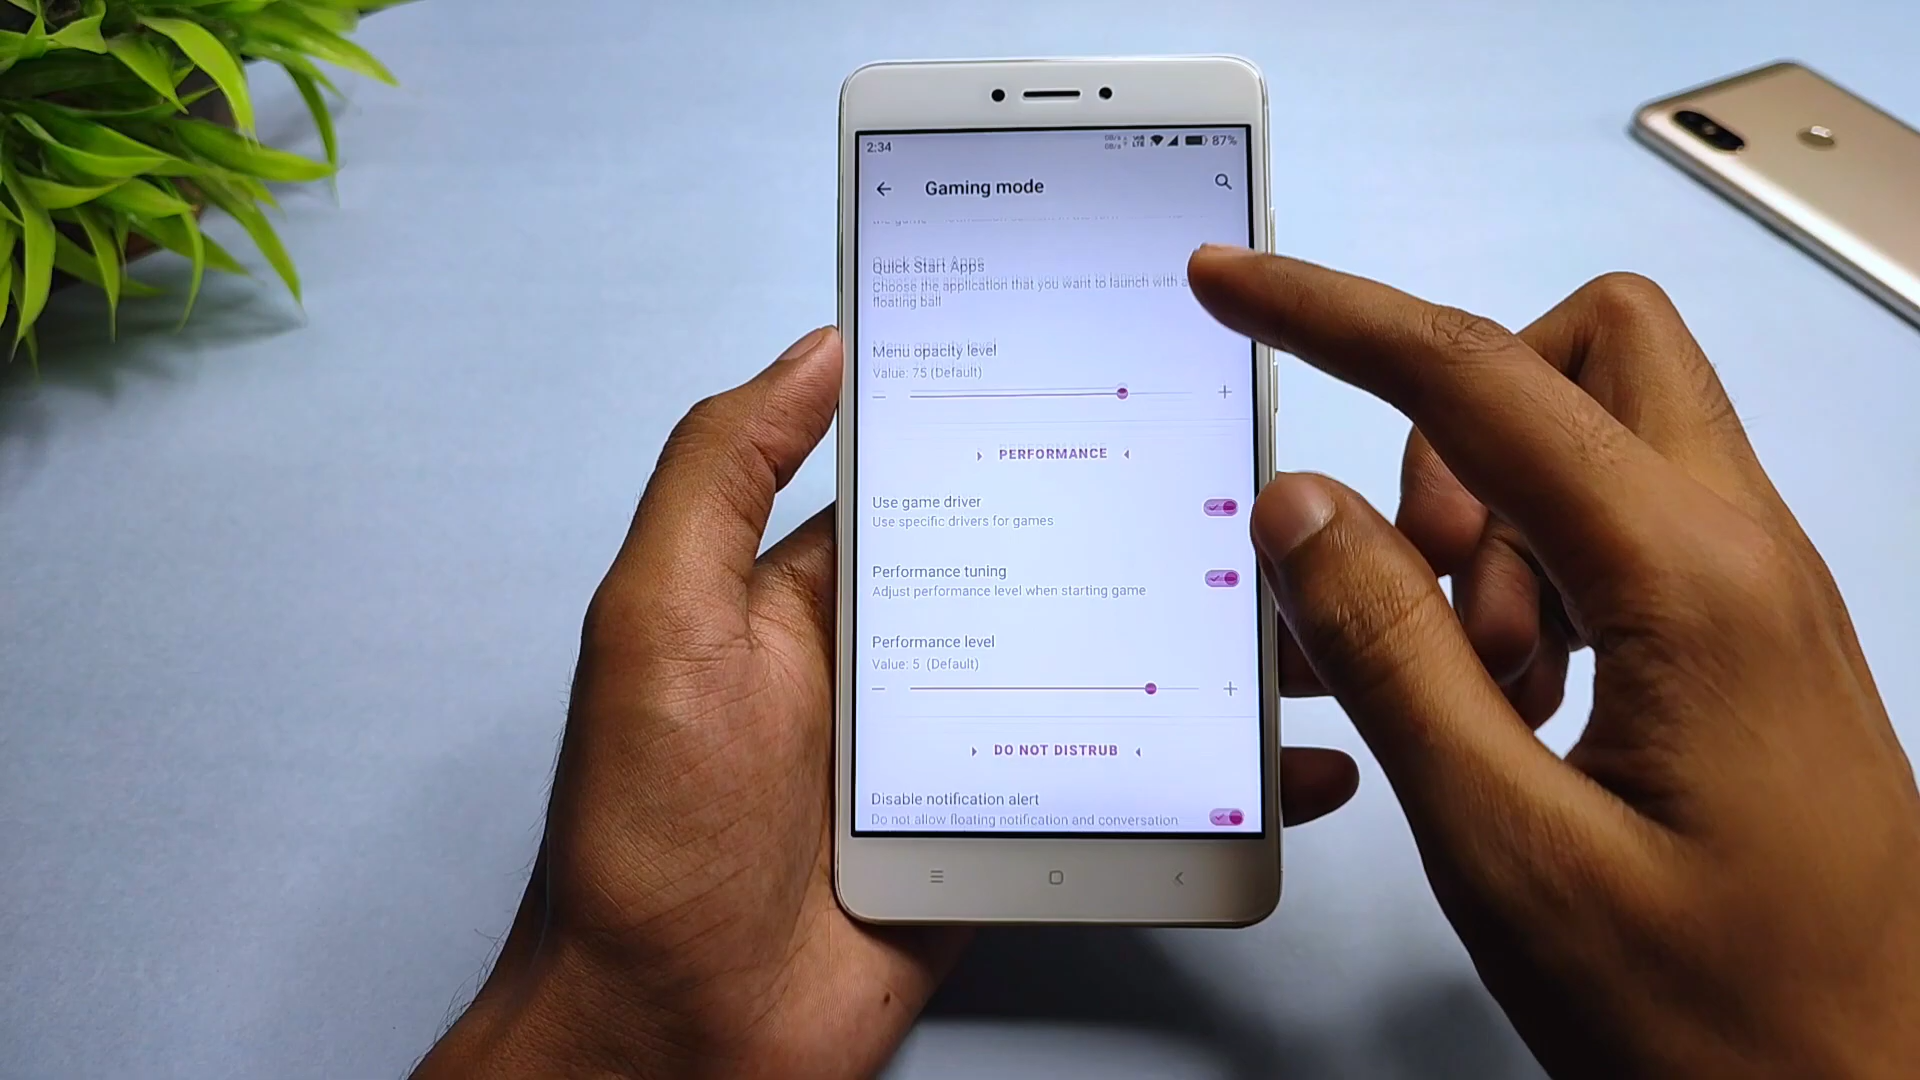 2:34
87%
Gaming mode
Quick Start Apps
Choose the application that you want to launch with a
floating ball
Menu opacity level
Value: 75 (Default)
PERFORMANCE
Use game driver
Use specific drivers for games
Performance tuning
Adjust performance level when starting game
Performance level
Value: 5 (Default)
DO NOT DISTRUB
Disable notification alert
Do not allow floating notification and conversation